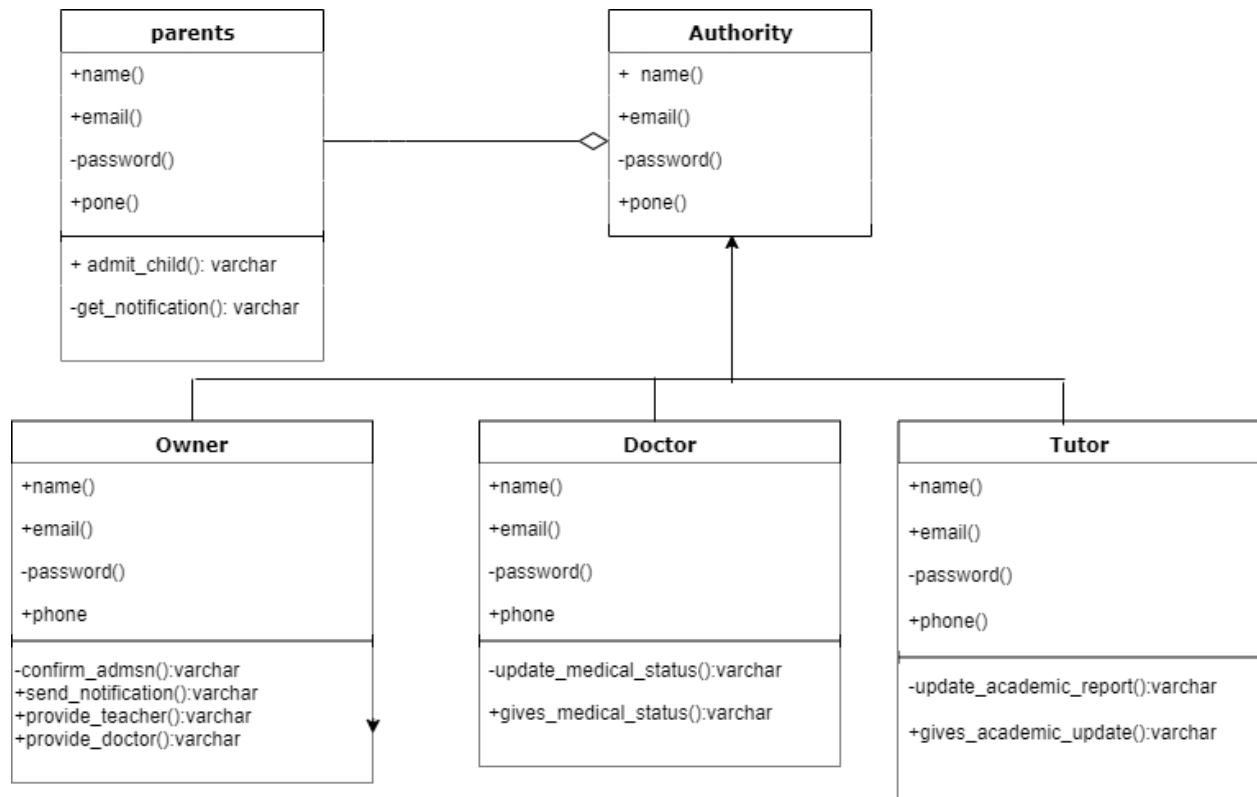 parents
+name()
+email()
-password()
+pone()
+ admit_child(): varchar
-get_notification(): varchar
Authority
+ name()
+email()
-password()
+pone()
Owner
+name()
+email()
-password()
+phone
-confirm_admsn():varchar
+send_notification():varchar
+provide_teacher():varchar
+provide_doctor():varchar
Doctor
+name()
+email()
-password()
+phone
-update_medical_status():varchar
+gives_medical_status():varchar
Tutor
+name()
+email()
-password()
+phone()
-update_academic_report():varchar
+gives_academic_update():varchar